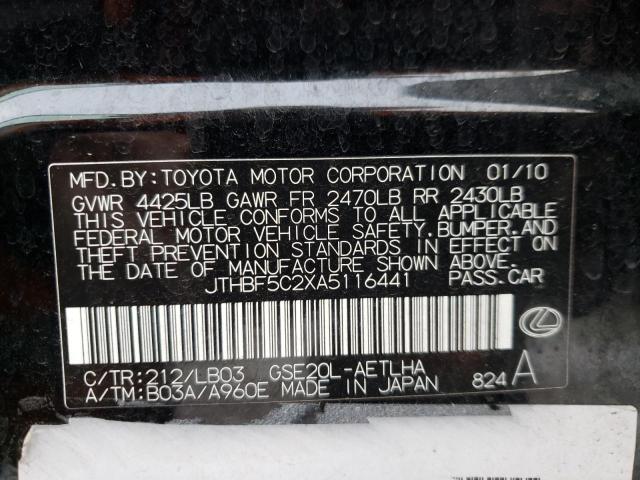 MFD.BY:TOYOTA MOTOR CORPORATION 01/10
GVWR 4425LB GAWR FR 2470LB RR 2430LB
THIS VEHICLE CONFORMS TO ALL APPLICABLE
FEDERAL MOTOR VEHICLE SAFETY.BUMPER.AND
THEFT PREVENTION STANDARDS IN EFFECT ON
THE DATE OF MANUFACTURE SHOWN ABOVE.
JTHBF5C2XA5116441 PASS.CAR
C/TR:212/LB03 GSE20L-AETLHA
A/TM:B03A/A960E MADE IN JAPAN 824 A